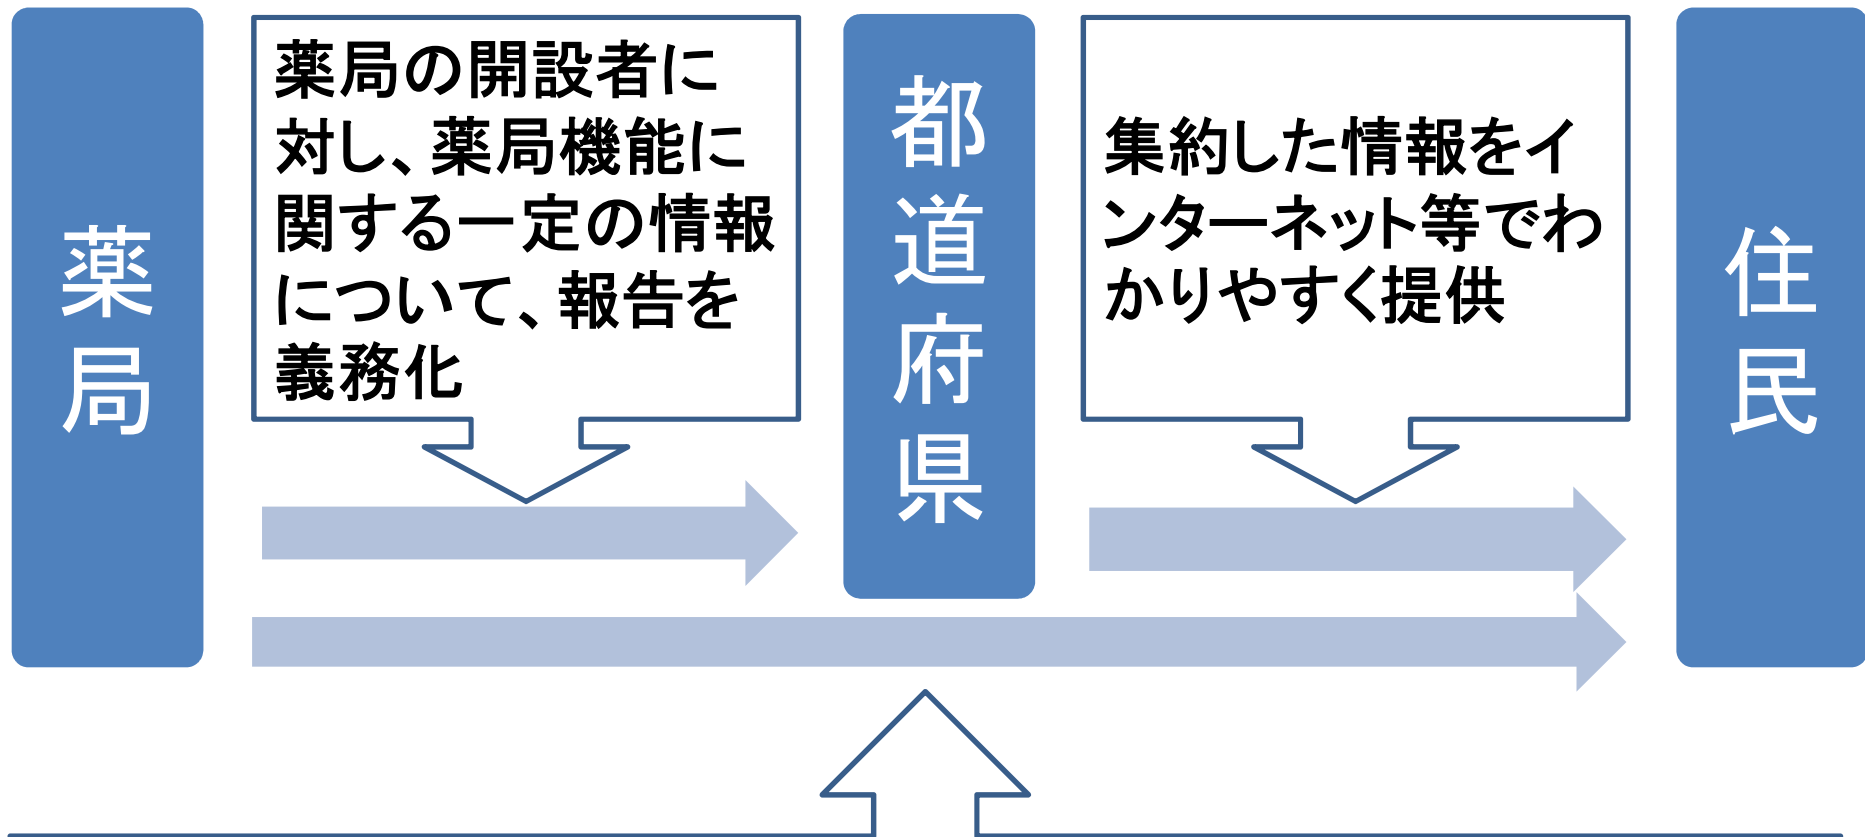 薬局
薬局の開設者に
対し、薬局機能に
関する一定の情報
について、報告を
義務化
都道府県
集約した情報をイ
ンターネット等でわ
かりやすく提供
住民